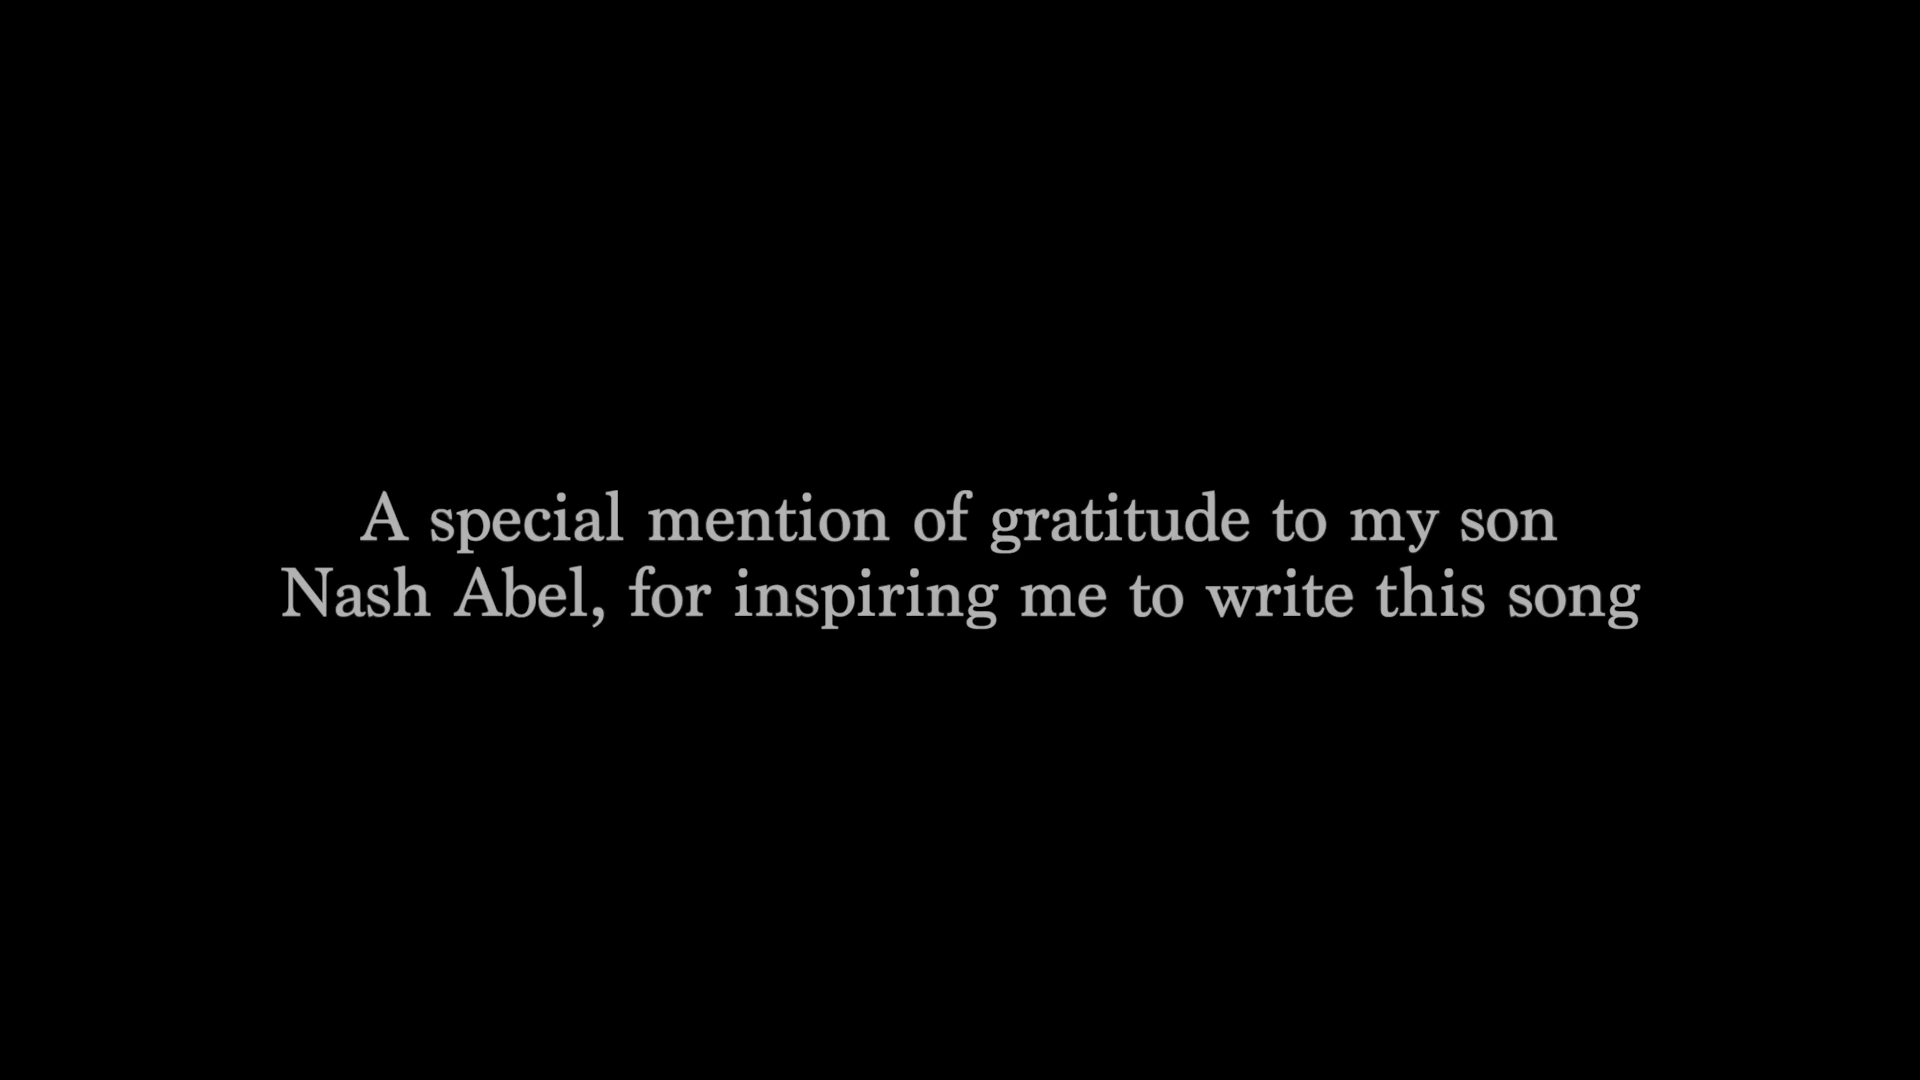 A special mention of gratitude to my son
Nash Abel, for inspiring me to write this song